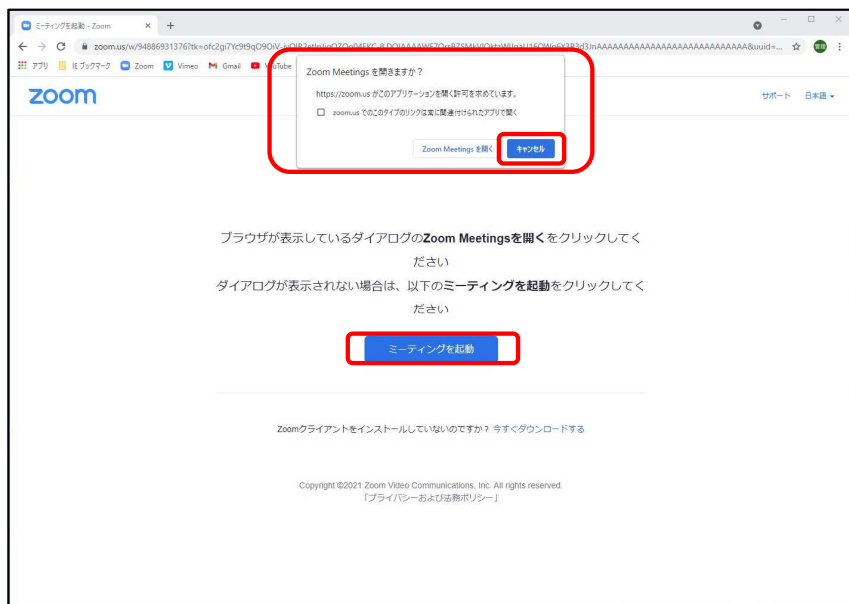 ミーティングを起動 - Zoom
zoom.us/w/94886931376?tk=
アプリ IEブックマーク Zoom Vimeo Gmail YouTube
Zoom Meetings を開きますか？
https://zoom.us がこのアプリケーションを開く許可を求めています。
zoom.us でのこのタイプのリンクは常に関連付けられたアプリで開く
Zoom Meetings を開く キャンセル
zoom サポート 日本語
ブラウザが表示しているダイアログのZoom Meetingsを開くをクリックしてく
ださい
ダイアログが表示されない場合は、以下のミーティングを起動をクリックしてく
ださい
ミーティングを起動
Zoomクライアントをインストールしていないのですか？ 今すぐダウンロードする
Copyright ©2021 Zoom Video Communications, Inc. All rights reserved.
「プライバシーおよび法務ポリシー」